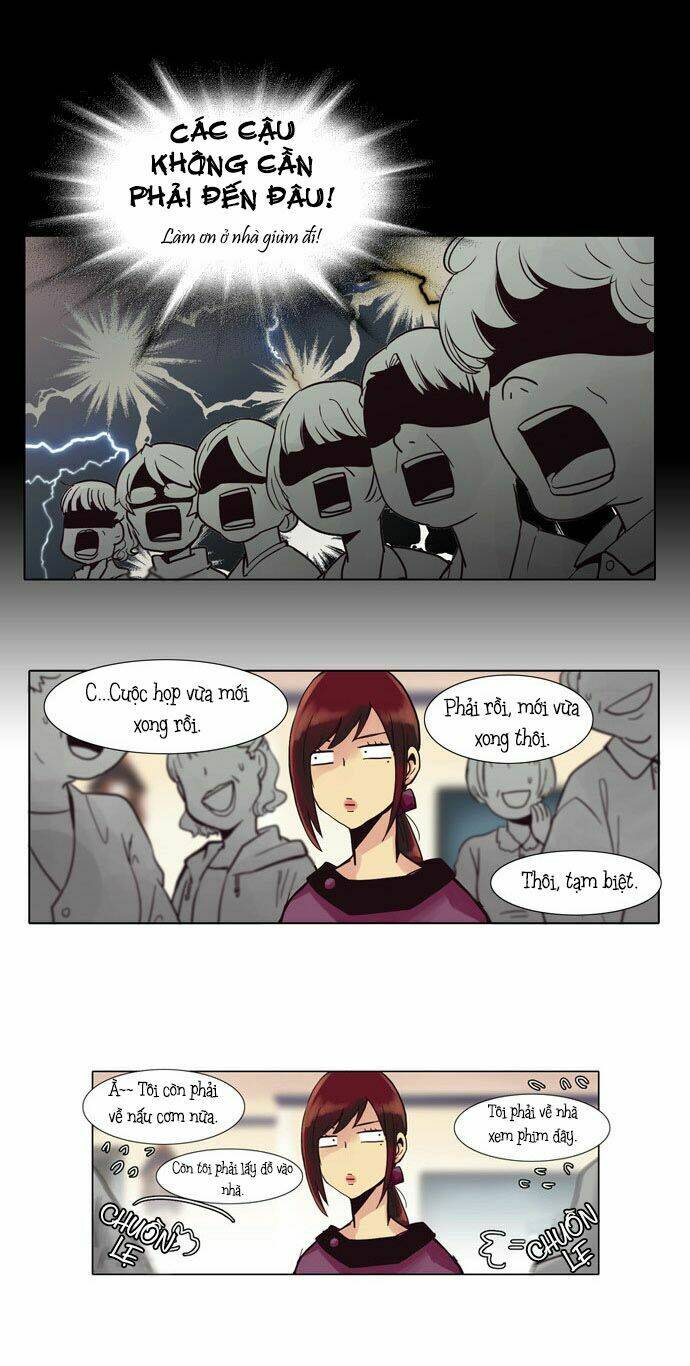 CÁC CẬU
KHÔNG CẦN
PHẢI ĐẾN ĐÂU!
Làm ơn ở nhà giùm đi!
C...Cuộc họp vừa mới
xong rồi.
Phải rồi, mới vừa
xong thôi.
Thôi, tạm biệt.
À~~ Tôi còn phải
về nấu cơm nữa.
Còn tôi phải lấy đồ vào
nhà.
Tôi phải về nhà
xem phim đây.
CHUỒN
LẸ
CHUỒN
LẸ